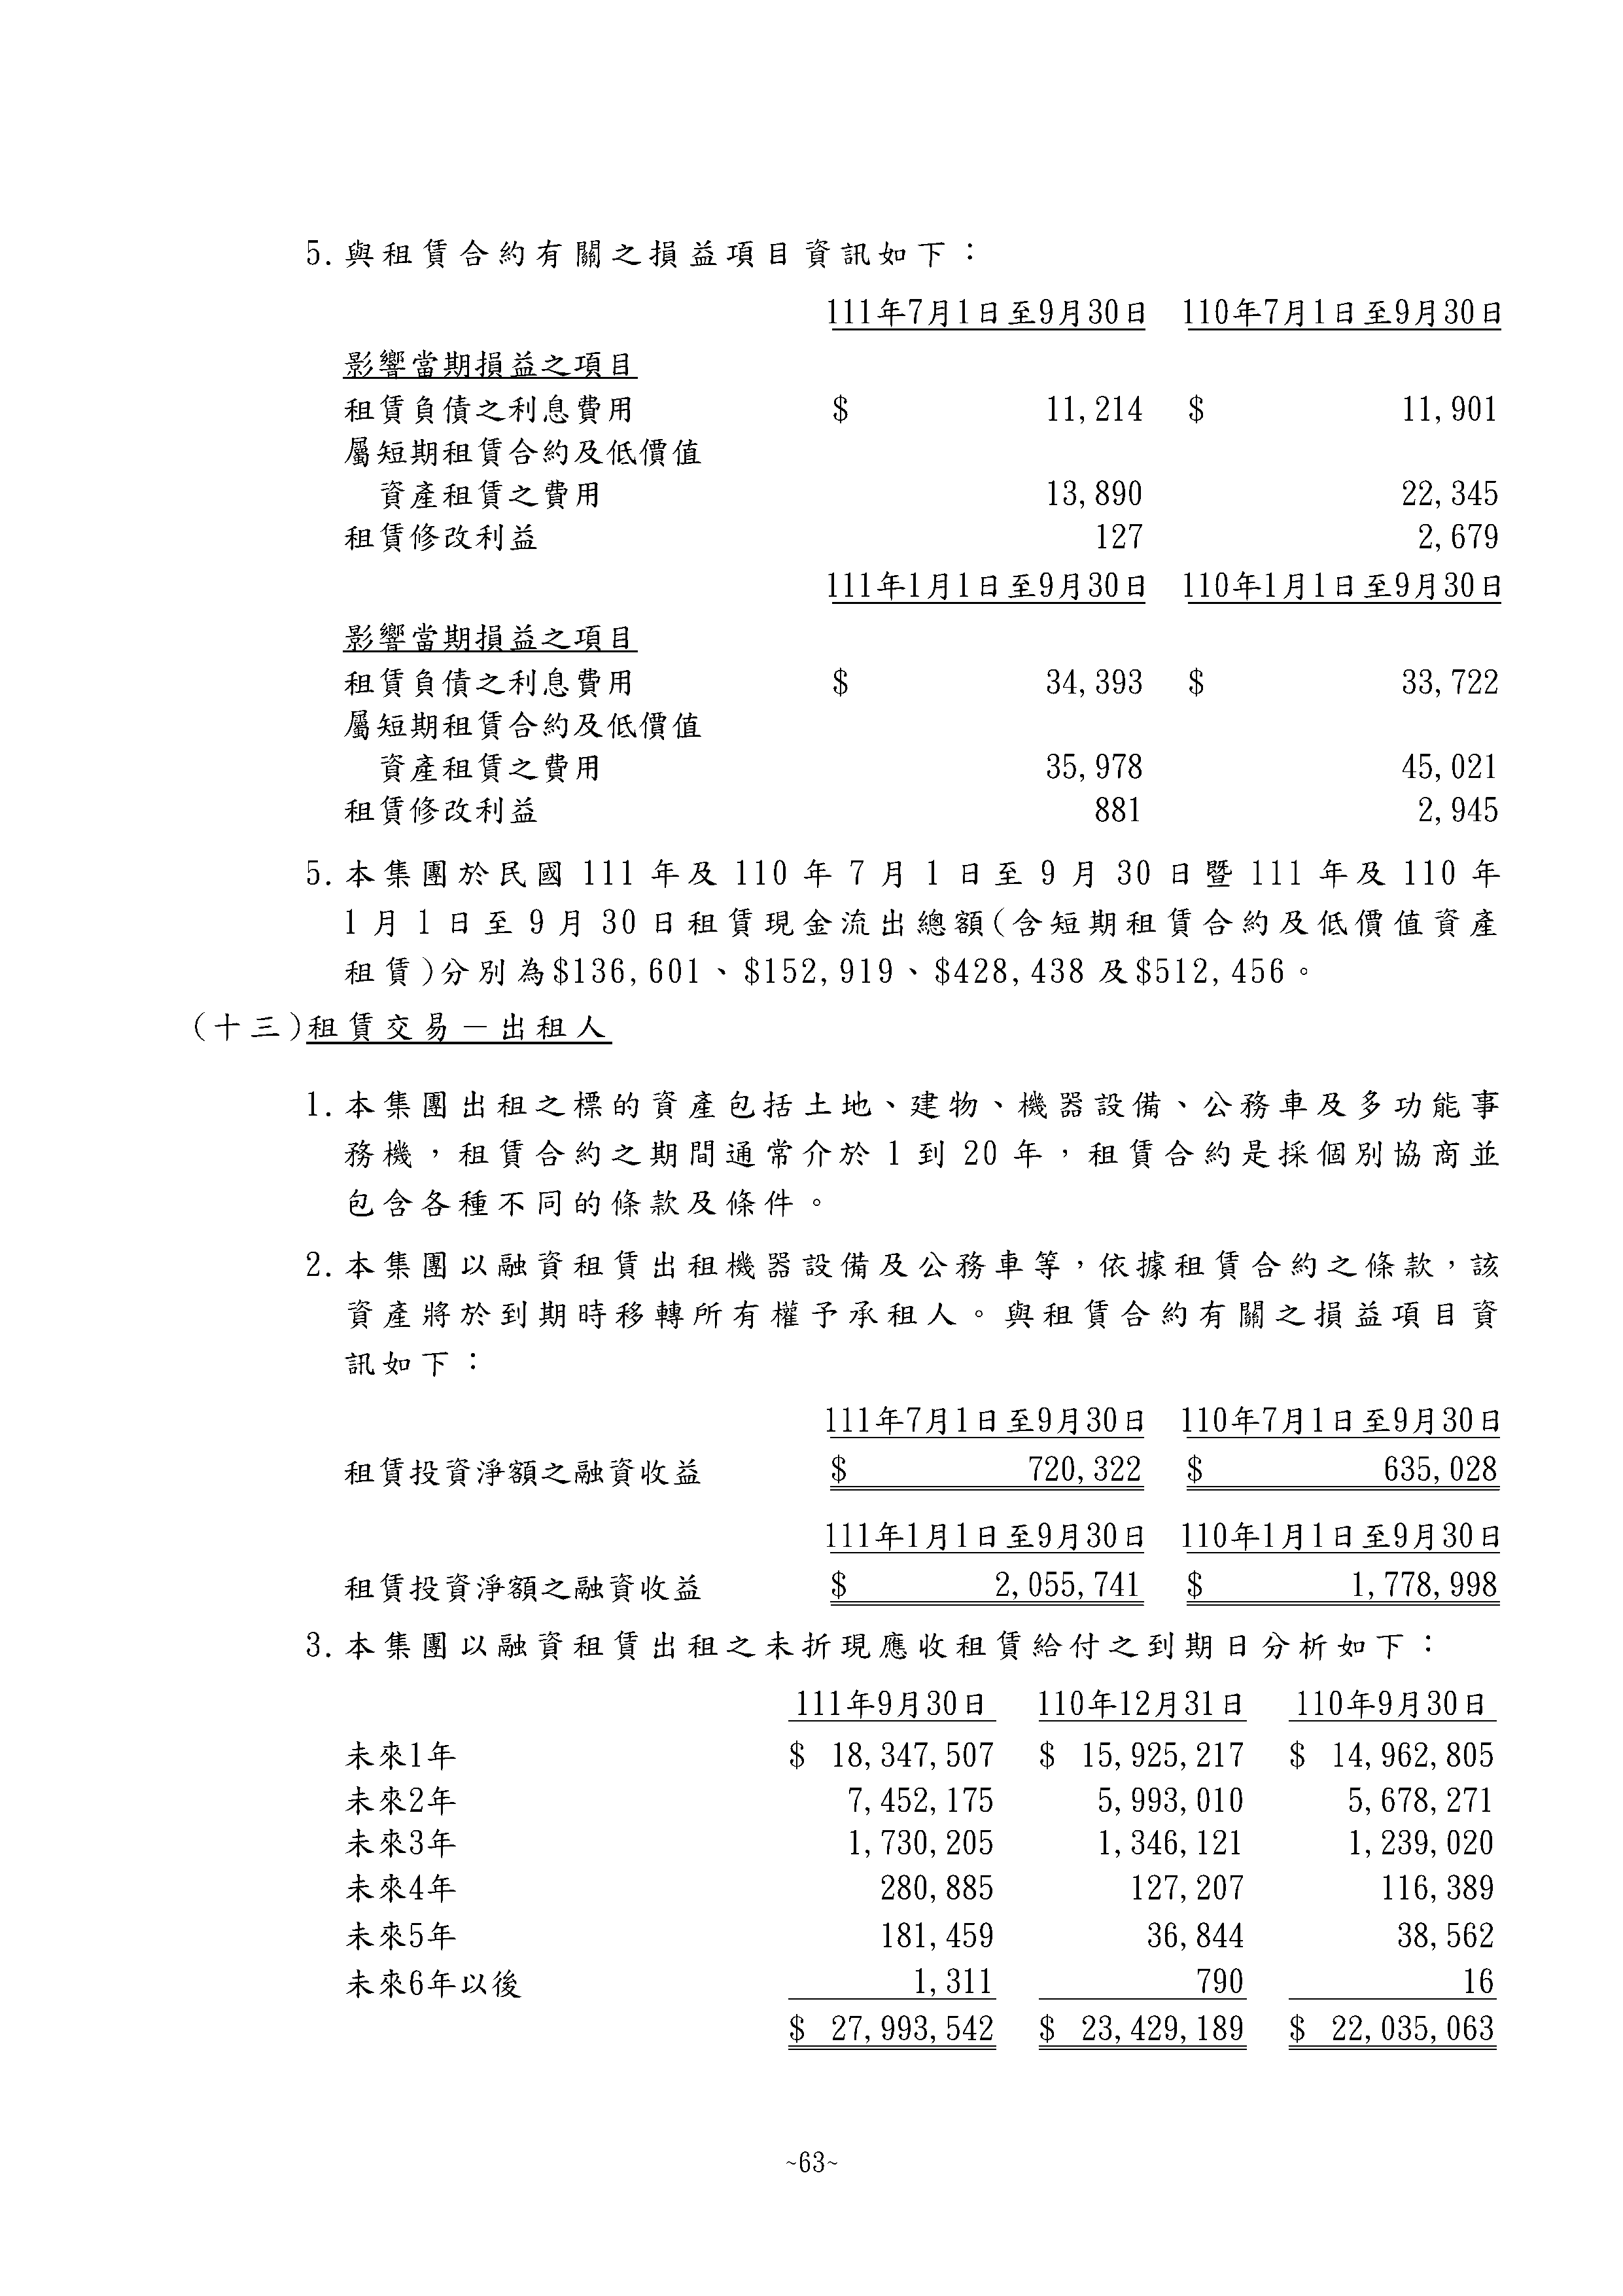 5.與租賃合約有關之損益項目資訊如下：
111年7月1日至9月30日 110年7月1日至9月30日
影響當期損益之項目
租賃負債之利息費用 $ 11,214 $ 11,901
屬短期租賃合約及低價值
資產租賃之費用 13,890 22,345
租賃修改利益 127 2,679
111年1月1日至9月30日 110年1月1日至9月30日
影響當期損益之項目
租賃負債之利息費用 $ 34,393 $ 33,722
屬短期租賃合約及低價值
資產租賃之費用 35,978 45,021
租賃修改利益 881 2,945
5.本集團於民國 111 年及 110 年 7 月 1 日至 9 月 30 日暨 111 年及 110 年
1 月 1 日至 9 月 30 日租賃現金流出總額(含短期租賃合約及低價值資產
租賃)分別為$136,601、$152,919、$428,438 及$512,456。
(十三)租賃交易－出租人
1.本集團出租之標的資產包括土地、建物、機器設備、公務車及多功能事
務機，租賃合約之期間通常介於 1 到 20 年，租賃合約是採個別協商並
包含各種不同的條款及條件。
2.本集團以融資租賃出租機器設備及公務車等，依據租賃合約之條款，該
資產將於到期時移轉所有權予承租人。與租賃合約有關之損益項目資
訊如下：
111年7月1日至9月30日 110年7月1日至9月30日
租賃投資淨額之融資收益 $ 720,322 $ 635,028
111年1月1日至9月30日 110年1月1日至9月30日
租賃投資淨額之融資收益 $ 2,055,741 $ 1,778,998
3.本集團以融資租賃出租之未折現應收租賃給付之到期日分析如下：
111年9月30日 110年12月31日 110年9月30日
未來1年 $ 18,347,507 $ 15,925,217 $ 14,962,805
未來2年 7,452,175 5,993,010 5,678,271
未來3年 1,730,205 1,346,121 1,239,020
未來4年 280,885 127,207 116,389
未來5年 181,459 36,844 38,562
未來6年以後 1,311 790 16
$ 27,993,542 $ 23,429,189 $ 22,035,063
~63~